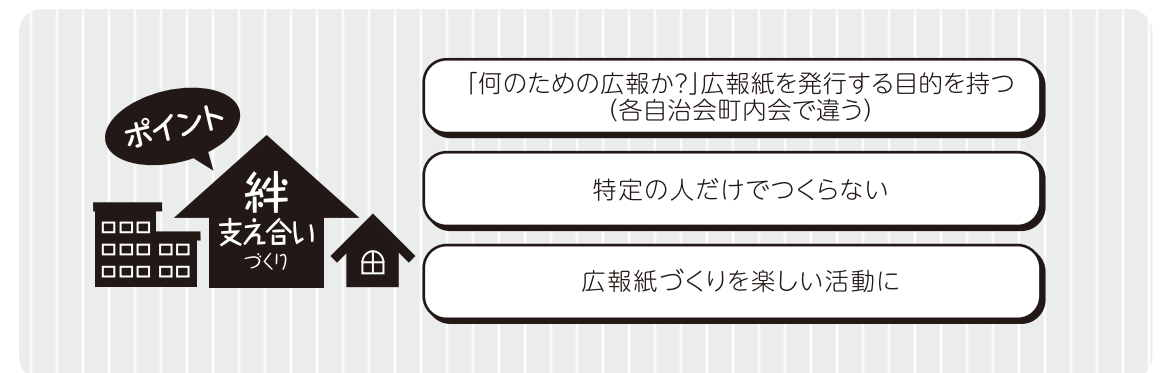 ポイント
絆
支え合い
づくり
「何のための広報か?」広報紙を発行する目的を持つ
(各自治会町内会で違う)
特定の人だけでつくらない
広報紙づくりを楽しい活動に